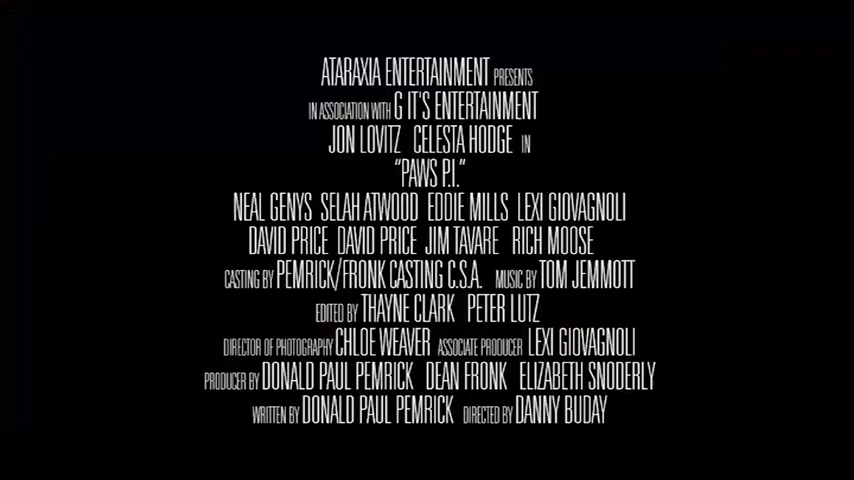 ATARAXIA ENTERTAINMENT PRESENTS
IN ASSOCIATION WITH G IT'S ENTERTAINMENT
JON LOVITZ CELESTA HODGE IN
“PAWS P.I.”
NEAL GENYS SELAH ATWOOD EDDIE MILLS LEXI GIOVAGNOLI
DAVID PRICE DAVID PRICE JIM TAVARE RICH MOOSE
CASTING BY PEMRICK/FRONK CASTING C.S.A. MUSIC BY TOM JEMMOTT
EDITED BY THAYNE CLARK PETER LUTZ
DIRECTOR OF PHOTOGRAPHY CHLOE WEAVER ASSOCIATE PRODUCER LEXI GIOVAGNOLI
PRODUCER BY DONALD PAUL PEMRICK DEAN FRONK ELIZABETH SNODERLY
WRITTEN BY DONALD PAUL PEMRICK DIRECTED BY DANNY BUDAY